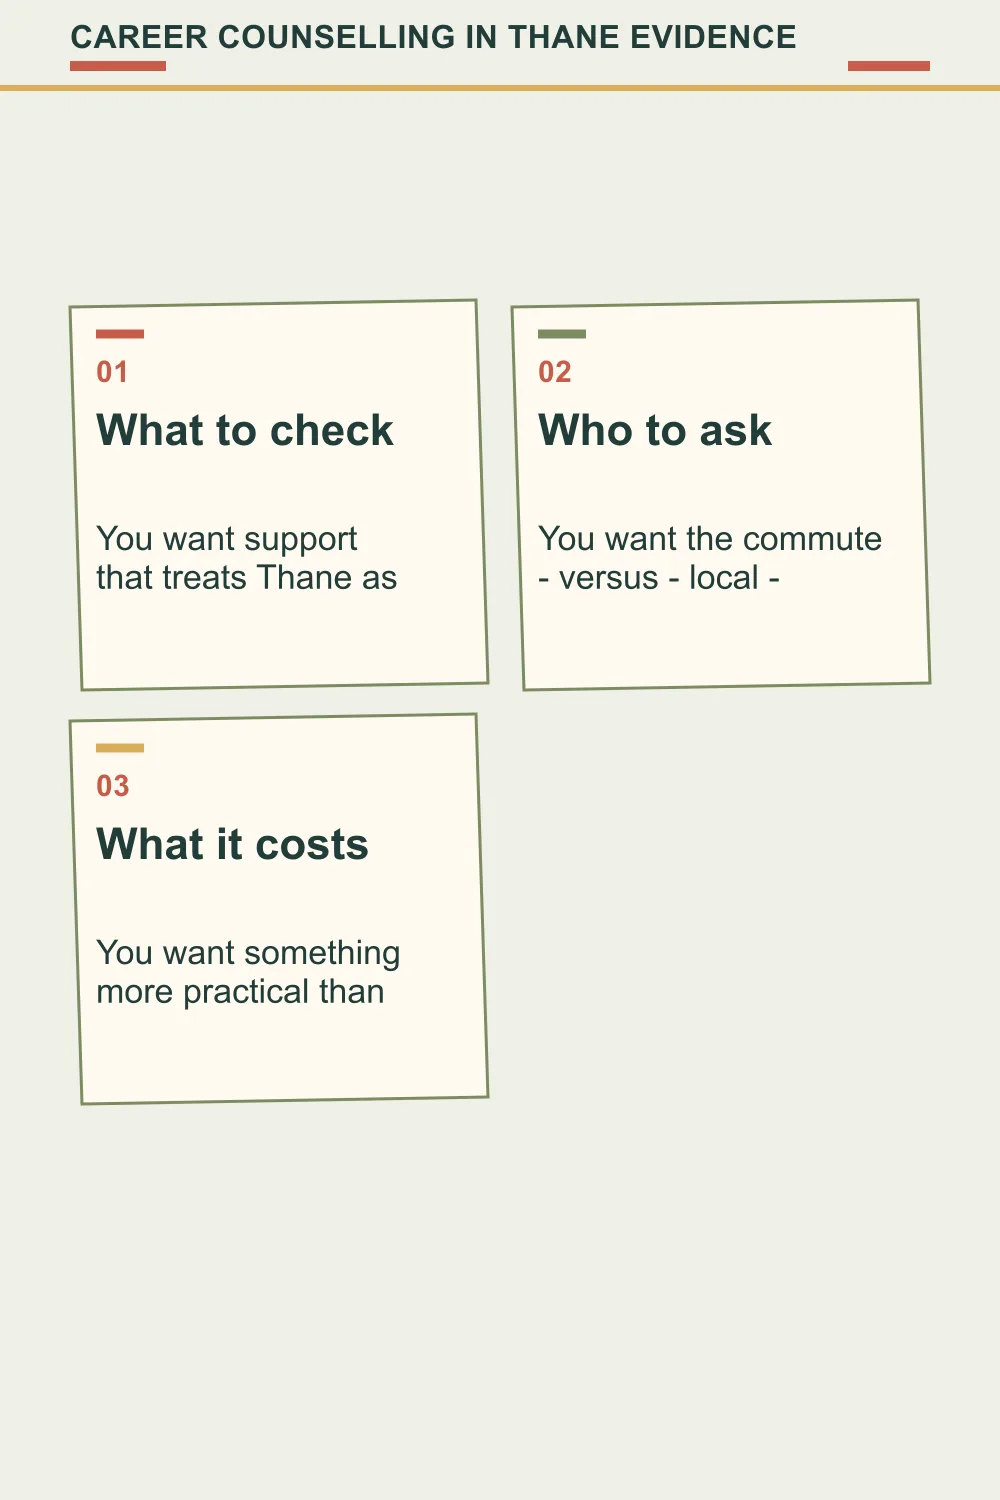 CAREER COUNSELLING IN THANE EVIDENCE
01
What to check
You want support
that treats Thane as
02
Who to ask
You want the commute
- versus - local -
03
What it costs
You want something
more practical than